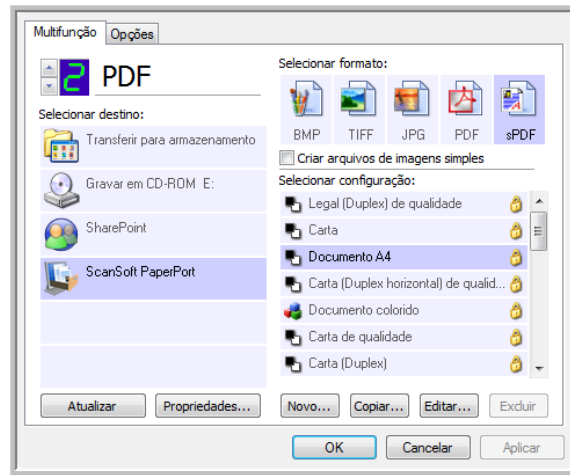 Multifunção
Opções
2 PDF
Selecionar destino:
Transferir para armazenamento
Gravar em CD-ROM E:
SharePoint
ScanSoft PaperPort
Atualizar
Propriedades...
Selecionar formato:
BMP
TIFF
JPG
PDF
sPDF
Criar arquivos de imagens simples
Selecionar configuração:
Legal (Duplex) de qualidade
Carta
Documento A4
Carta (Duplex horizontal) de qualid...
Documento colorido
Carta de qualidade
Carta (Duplex)
Novo...
Copiar...
Editar...
Excluir
OK
Cancelar
Aplicar